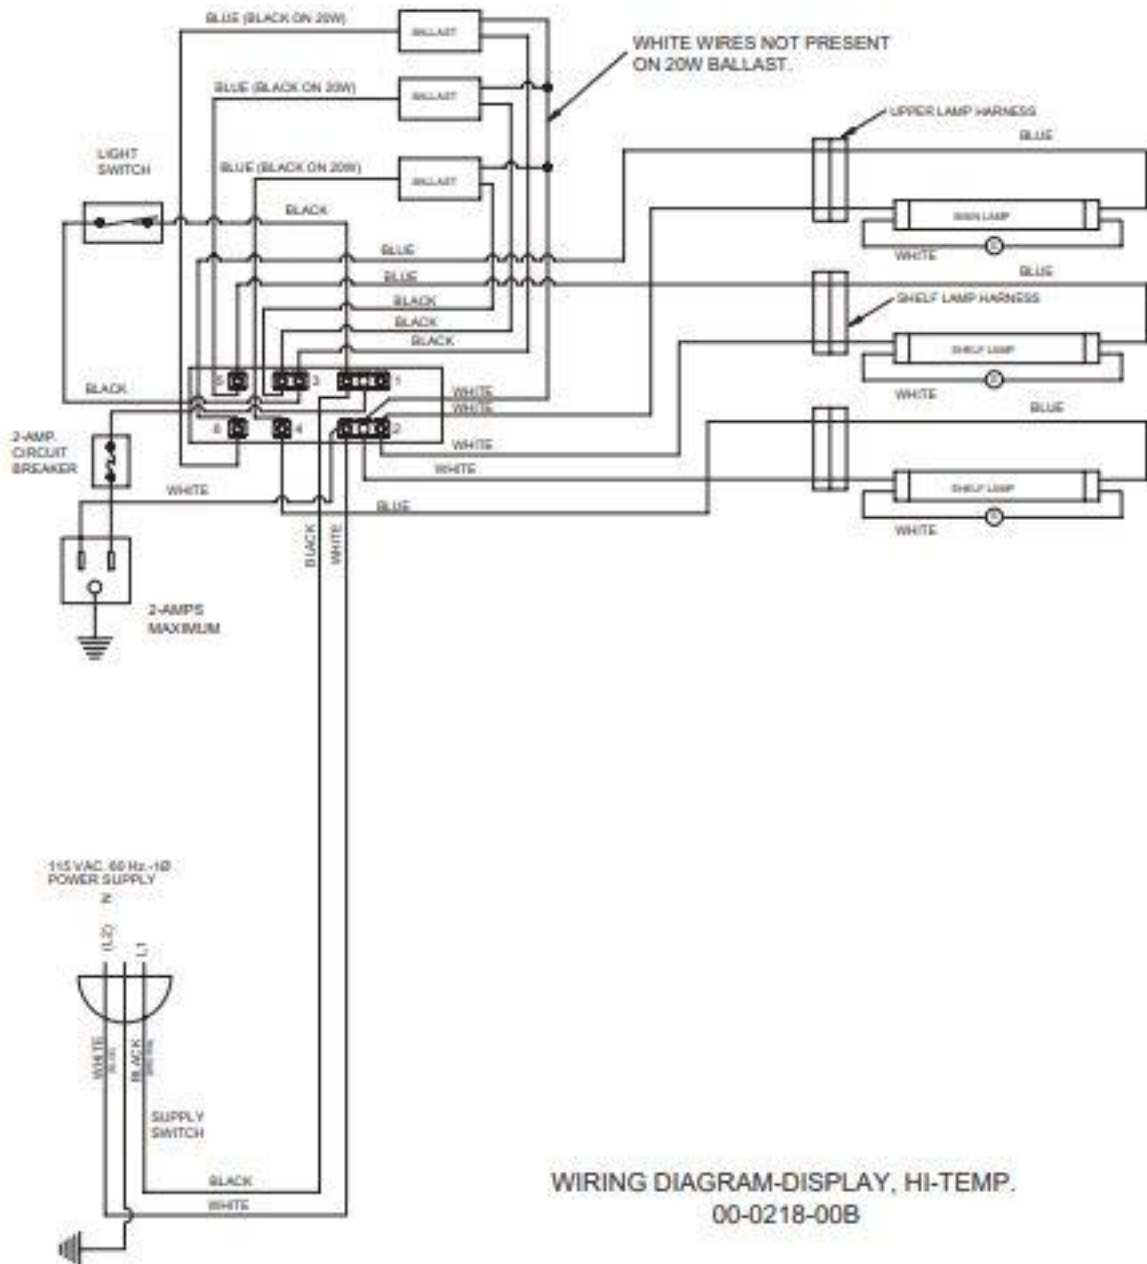 BLUE (BLACK ON 20W)
BALLAST
WHITE WIRES NOT PRESENT
ON 20W BALLAST.
BLUE (BLACK ON 20W)
BALLAST
UPPER LAMP HARNESS
BLUE
LIGHT
SWITCH
BLUE (BLACK ON 20W)
BALLAST
BLACK
MAIN LAMP
WHITE
BLUE
BLUE
BLUE
BLACK
SHELF LAMP HARNESS
BLACK
BLACK
SHELF LAMP
WHITE
5
3
1
BLACK
WHITE
WHITE
BLUE
6
4
2
2-AMP.
CIRCUIT
BREAKER
WHITE
WHITE
WHITE
SHELF LAMP
BLUE
WHITE
BLACK
WHITE
2-AMPS
MAXIMUM
115 VAC. 60 Hz.-1Ø
POWER SUPPLY
N
(L2)
L1
WHITE
BLACK
SUPPLY
SWITCH
BLACK
WHITE
WIRING DIAGRAM-DISPLAY, HI-TEMP.
00-0218-00B